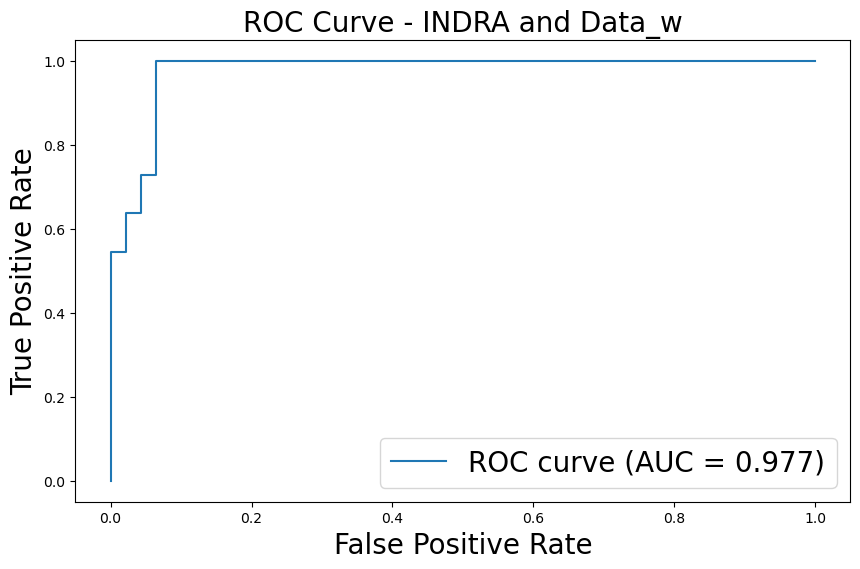 ROC Curve - INDRA and Data_w
True Positive Rate
1.0
0.8
0.6
0.4
0.2
0.0
ROC curve (AUC = 0.977)
0.0 0.2 0.4 0.6 0.8 1.0
False Positive Rate